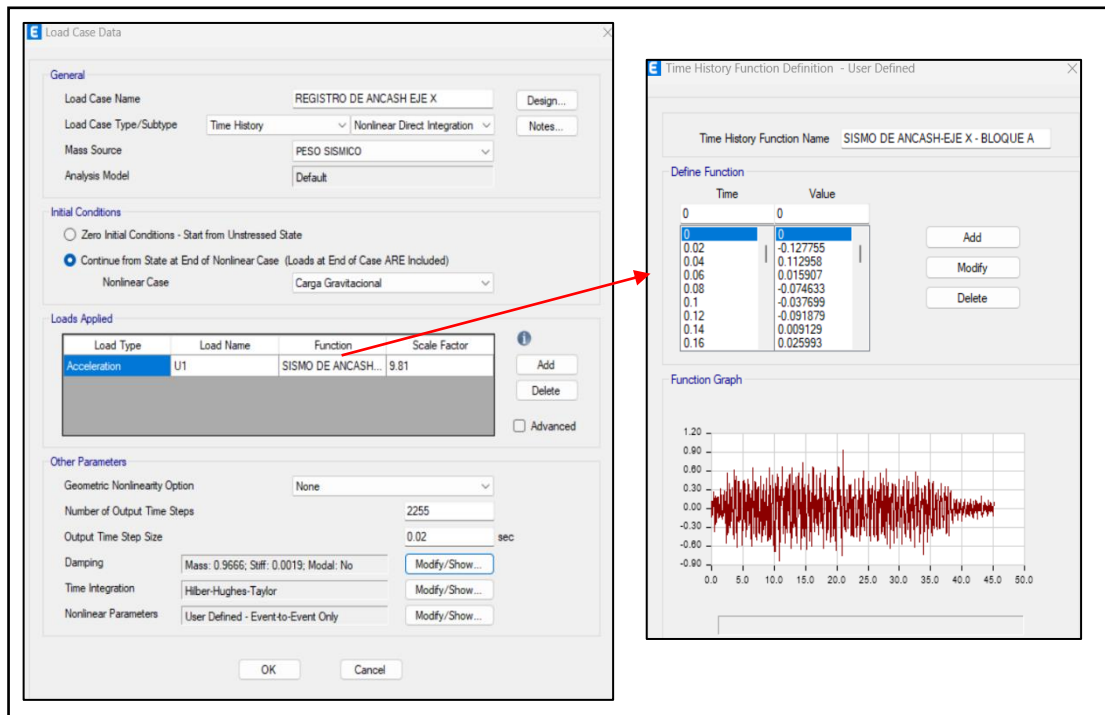 E Load Case Data
General
Load Case Name REGISTRO DE ANCASH EJE X Design...
Load Case Type/Subtype Time History Nonlinear Direct Integration Notes...
Mass Source PESO SISMICO
Analysis Model Default
Initial Conditions
Zero Initial Conditions - Start from Unstressed State
Continue from State at End of Nonlinear Case (Loads at End of Case ARE Included)
Nonlinear Case Carga Gravitacional
Loads Applied
Load Type Load Name Function Scale Factor
Acceleration U1 SISMO DE ANCASH... 9.81
Add
Delete
Advanced
Other Parameters
Geometric Nonlinearity Option None
Number of Output Time Steps 2255
Output Time Step Size 0.02 sec
Damping Mass: 0.9666; Stiff: 0.0019; Modal: No Modify/Show...
Time Integration Hilber-Hughes-Taylor Modify/Show...
Nonlinear Parameters User Defined - Event-to-Event Only Modify/Show...
OK Cancel
E Time History Function Definition - User Defined
Time History Function Name SISMO DE ANCASH-EJE X - BLOQUE A
Define Function
Time Value
0 0
0 0
0.02 -0.127755
0.04 0.112958
0.06 0.015907
0.08 -0.074633
0.1 -0.037699
0.12 -0.091879
0.14 0.009129
0.16 0.025993
Add
Modify
Delete
Function Graph
1.20
0.90
0.60
0.30
0.00
-0.30
-0.60
-0.90
0.0 5.0 10.0 15.0 20.0 25.0 30.0 35.0 40.0 45.0 50.0